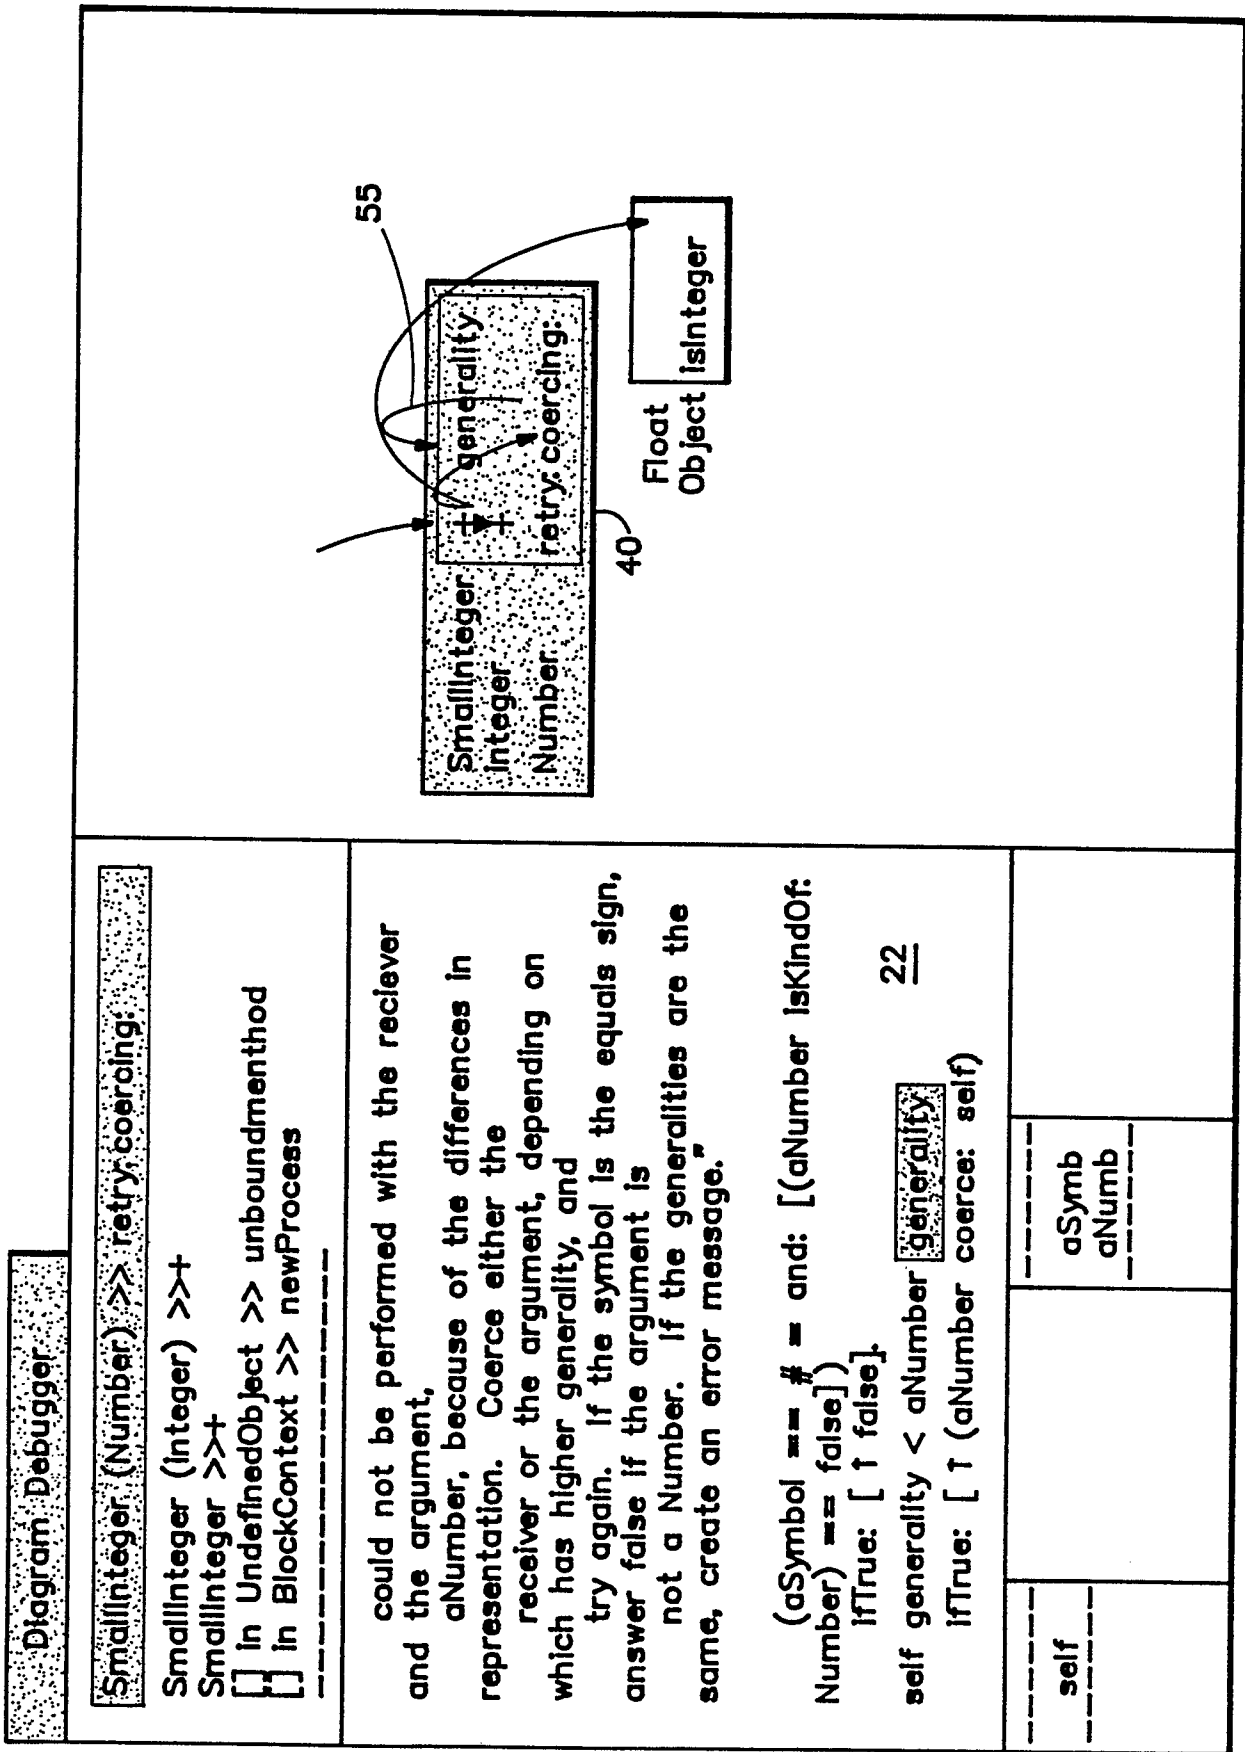 Diagram Debugger
SmallInteger (Number) >> retry: coercing:
SmallInteger (Integer) >>+
SmallInteger >>+
[] in UndefinedObject >> unboundmenthod
[] in BlockContext >> newProcess
could not be performed with the reciever
and the argument,
aNumber, because of the differences in
representation. Coerce either the
receiver or the argument, depending on
which has higher generality, and
try again. If the symbol is the equals sign,
answer false if the argument is
not a Number. If the generalities are the
same, create an error message."
(aSymbol == # = and: [(aNumber isKindOf:
Number) == false])
ifTrue: [ ↑ false].
self generality < aNumber generality
ifTrue: [ ↑ (aNumber coerce: self)
22
self
aSymb
aNumb
SmallInteger + generality
Integer +
Number retry: coercing:
40
55
Float
Object isInteger